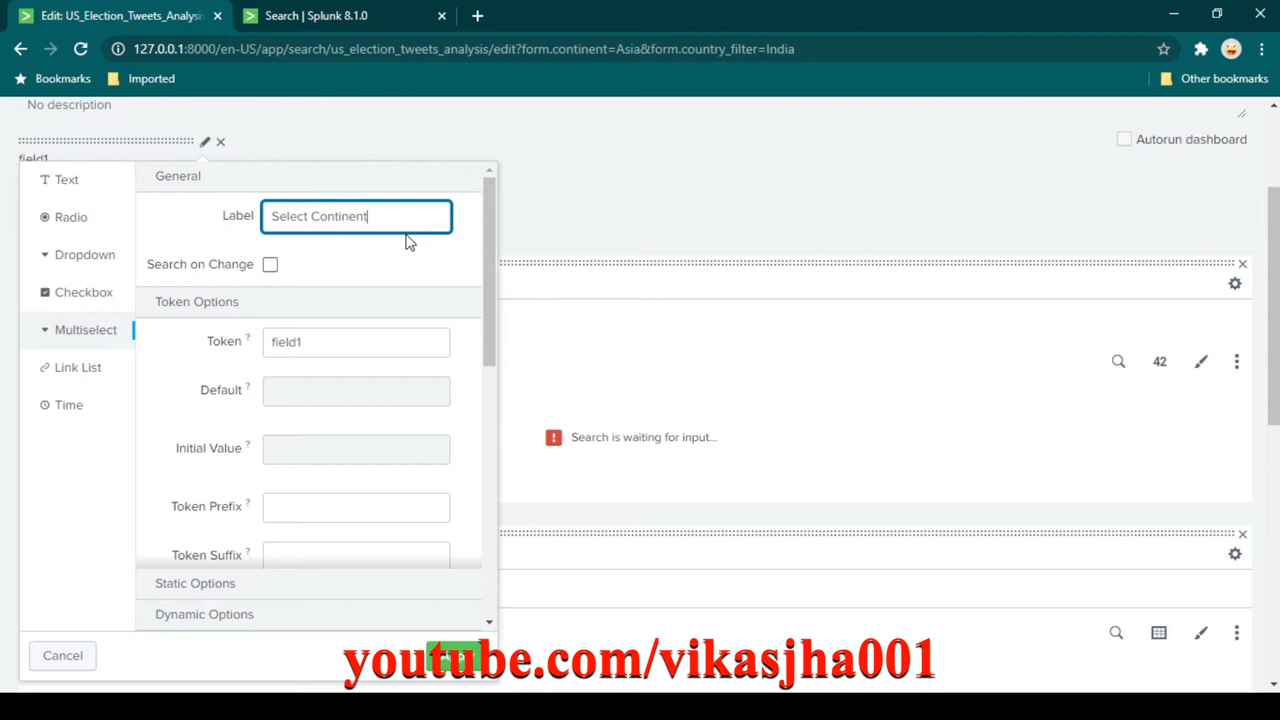 Edit: US_Election_Tweets_Analysis
Search | Splunk 8.1.0
127.0.0.1:8000/en-US/app/search/us_election_tweets_analysis/edit?form.continent=Asia&form.country_filter=India
Bookmarks
Imported
Other bookmarks
No description
Autorun dashboard
field1
Text
Radio
Dropdown
Checkbox
Multiselect
Link List
Time
General
Label
Select Continent
Search on Change
Token Options
Token ?
field1
Default ?
Initial Value ?
Token Prefix ?
Token Suffix ?
Static Options
Dynamic Options
42
Search is waiting for input...
Cancel
youtube.com/vikasjha001